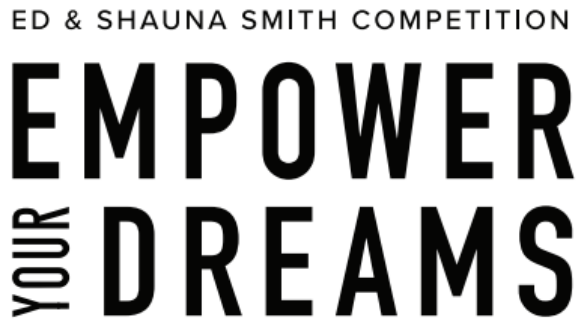 ED & SHAUNA SMITH COMPETITION
EMPOWER
YOUR DREAMS